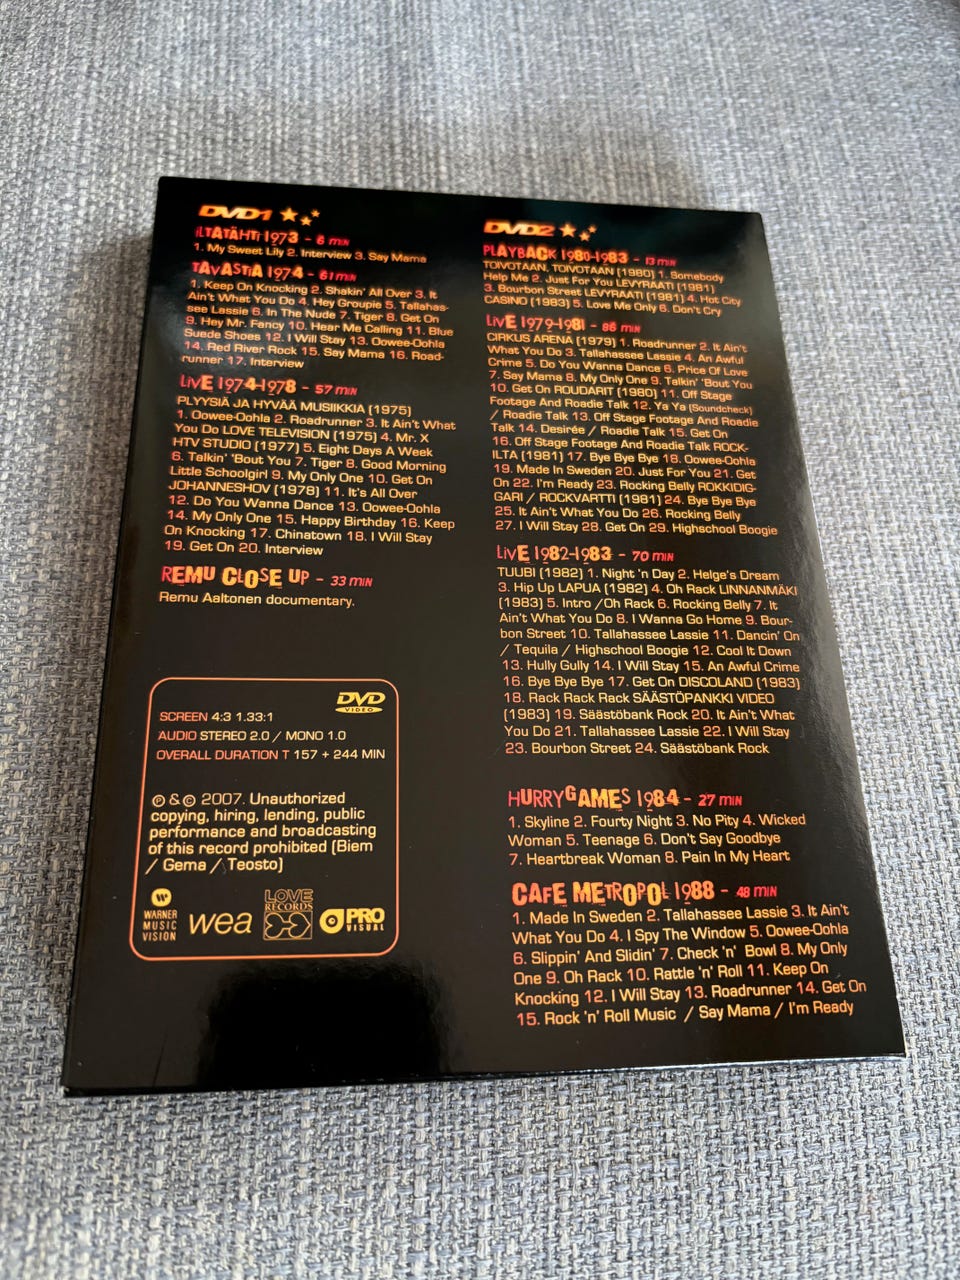 DVD1
ILTATÄHTI 1973 - 6 min
1. My Sweet Lily 2. Interview 3. Say Mama
TAVASTIA 1974 - 61 min
1. Keep On Knocking 2. Shakin' All Over 3. It
Ain't What You Do 4. Hey Groupie 5. Tallahas-
see Lassie 6. In The Nude 7. Tiger 8. Get On
9. Hey Mr. Fancy 10. Hear Me Calling 11. Blue
Suede Shoes 12. I Will Stay 13. Oowee-Oohla
14. Red River Rock 15. Say Mama 16. Road-
runner 17. Interview
LIVE 1974-1978 - 57 min
PLYYSIÄ JA HYVÄÄ MUSIIKKIA (1975)
1. Oowee-Oohla 2. Roadrunner 3. It Ain't What
You Do LOVE TELEVISION (1975) 4. Mr. X
HTV STUDIO (1977) 5. Eight Days A Week
6. Talkin' 'Bout You 7. Tiger 8. Good Morning
Little Schoolgirl 9. My Only One 10. Get On
JOHANNESHOV (1978) 11. It's All Over
12. Do You Wanna Dance 13. Oowee-Oohla
14. My Only One 15. Happy Birthday 16. Keep
On Knocking 17. Chinatown 18. I Will Stay
19. Get On 20. Interview
REMU CLOSE UP - 33 min
Remu Aaltonen documentary.
DVD VIDEO
SCREEN 4:3 1.33:1
AUDIO STEREO 2.0 / MONO 1.0
OVERALL DURATION T 157 + 244 MIN
℗ & © 2007. Unauthorized
copying, hiring, lending, public
performance and broadcasting
of this record prohibited (Biem
/ Gema / Teosto)
WARNER MUSIC VISION
wea
LOVE RECORDS
PRO VISUAL
DVD2
PLAYBACK 1980-1983 - 13 min
TOIVOTAAN, TOIVOTAAN (1980) 1. Somebody
Help Me 2. Just For You LEVYRAATI (1981)
3. Bourbon Street LEVYRAATI (1981) 4. Hot City
CASINO (1983) 5. Love Me Only 6. Don't Cry
LIVE 1979-1981 - 86 min
CIRKUS ARENA (1979) 1. Roadrunner 2. It Ain't
What You Do 3. Tallahassee Lassie 4. An Awful
Crime 5. Do You Wanna Dance 6. Price Of Love
7. Say Mama 8. My Only One 9. Talkin' 'Bout You
10. Get On ROUDARIT (1980) 11. Off Stage
Footage And Roadie Talk 12. Ya Ya (Soundcheck)
/ Roadie Talk 13. Off Stage Footage And Roadie
Talk 14. Desirée / Roadie Talk 15. Get On
16. Off Stage Footage And Roadie Talk ROCK-
ILTA (1981) 17. Bye Bye Bye 18. Oowee-Oohla
19. Made In Sweden 20. Just For You 21. Get
On 22. I'm Ready 23. Rocking Belly ROKKIDIG-
GARI / ROCKVARTTI (1981) 24. Bye Bye Bye
25. It Ain't What You Do 26. Rocking Belly
27. I Will Stay 28. Get On 29. Highschool Boogie
LIVE 1982-1983 - 70 min
TUUBI (1982) 1. Night 'n Day 2. Helge's Dream
3. Hip Up LAPUA (1982) 4. Oh Rack LINNANMÄKI
(1983) 5. Intro /Oh Rack 6. Rocking Belly 7. It
Ain't What You Do 8. I Wanna Go Home 9. Bour-
bon Street 10. Tallahassee Lassie 11. Dancin' On
/ Tequila / Highschool Boogie 12. Cool It Down
13. Hully Gully 14. I Will Stay 15. An Awful Crime
16. Bye Bye Bye 17. Get On DISCOLAND (1983)
18. Rack Rack Rack SÄÄSTÖPANKKI VIDEO
(1983) 19. Säästöbank Rock 20. It Ain't What
You Do 21. Tallahassee Lassie 22. I Will Stay
23. Bourbon Street 24. Säästöbank Rock
HURRYGAMES 1984 - 27 min
1. Skyline 2. Fourty Night 3. No Pity 4. Wicked
Woman 5. Teenage 6. Don't Say Goodbye
7. Heartbreak Woman 8. Pain In My Heart
CAFE METROPOL 1988 - 48 min
1. Made In Sweden 2. Tallahassee Lassie 3. It Ain't
What You Do 4. I Spy The Window 5. Oowee-Oohla
6. Slippin' And Slidin' 7. Check 'n' Bowl 8. My Only
One 9. Oh Rack 10. Rattle 'n' Roll 11. Keep On
Knocking 12. I Will Stay 13. Roadrunner 14. Get On
15. Rock 'n' Roll Music / Say Mama / I'm Ready